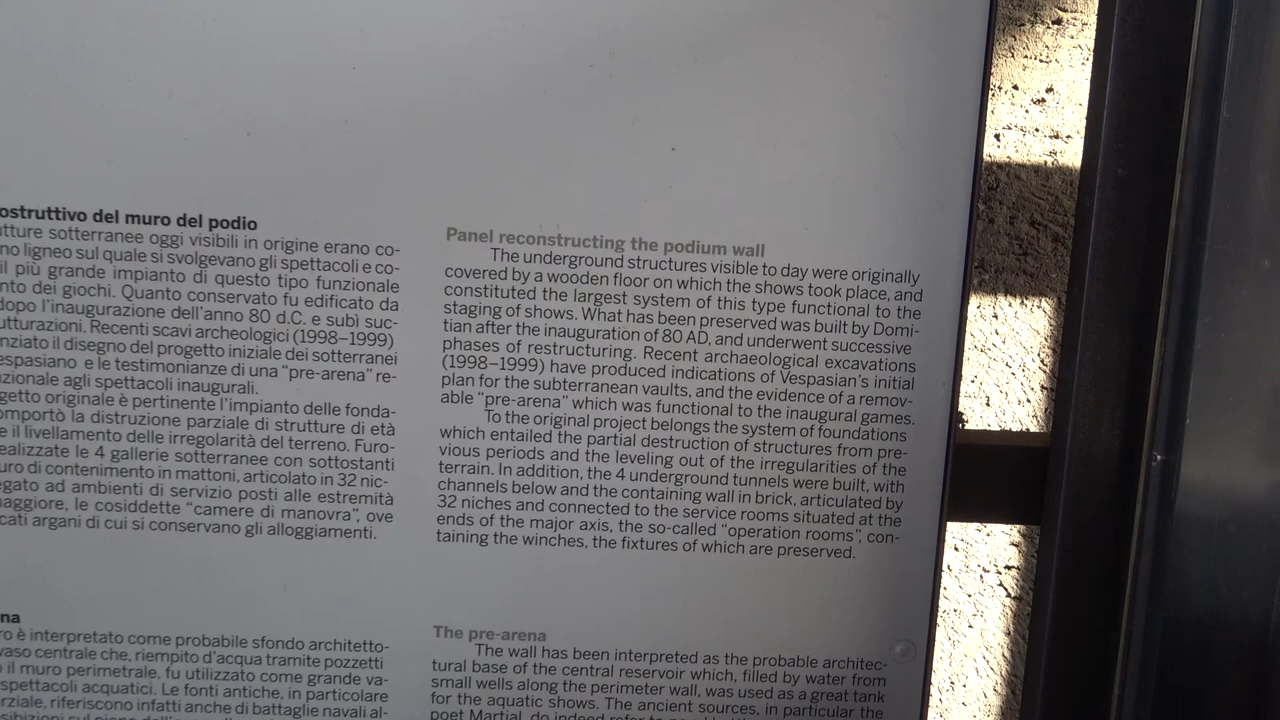 ostruttivo del muro del podio
utture sotterranee oggi visibili in origine erano co-
no ligneo sul quale si svolgevano gli spettacoli e co-
il più grande impianto di questo tipo funzionale
nto dei giochi. Quanto conservato fu edificato da
dopo l'inaugurazione dell'anno 80 d.C. e subì suc-
utturazioni. Recenti scavi archeologici (1998–1999)
nziato il disegno del progetto iniziale dei sotterranei
espasiano e le testimonianze di una "pre-arena" re-
zionale agli spettacoli inaugurali.
getto originale è pertinente l'impianto delle fonda-
omportò la distruzione parziale di strutture di età
e il livellamento delle irregolarità del terreno. Furo-
ealizzate le 4 gallerie sotterranee con sottostanti
uro di contenimento in mattoni, articolato in 32 nic-
egato ad ambienti di servizio posti alle estremità
naggiore, le cosiddette "camere di manovra", ove
cati argani di cui si conservano gli alloggiamenti.
Panel reconstructing the podium wall
The underground structures visible to day were originally
covered by a wooden floor on which the shows took place, and
constituted the largest system of this type functional to the
staging of shows. What has been preserved was built by Domi-
tian after the inauguration of 80 AD, and underwent successive
phases of restructuring. Recent archaeological excavations
(1998–1999) have produced indications of Vespasian's initial
plan for the subterranean vaults, and the evidence of a remov-
able "pre-arena" which was functional to the inaugural games.
To the original project belongs the system of foundations
which entailed the partial destruction of structures from pre-
vious periods and the leveling out of the irregularities of the
terrain. In addition, the 4 underground tunnels were built, with
channels below and the containing wall in brick, articulated by
32 niches and connected to the service rooms situated at the
ends of the major axis, the so-called "operation rooms", con-
taining the winches, the fixtures of which are preserved.
na
ro è interpretato come probabile sfondo architetto-
vaso centrale che, riempito d'acqua tramite pozzetti
o il muro perimetrale, fu utilizzato come grande va-
spettacoli acquatici. Le fonti antiche, in particolare
rziale, riferiscono infatti anche di battaglie navali al-
The pre-arena
The wall has been interpreted as the probable architec-
tural base of the central reservoir which, filled by water from
small wells along the perimeter wall, was used as a great tank
for the aquatic shows. The ancient sources, in particular the
poet Martial, do indeed refer to